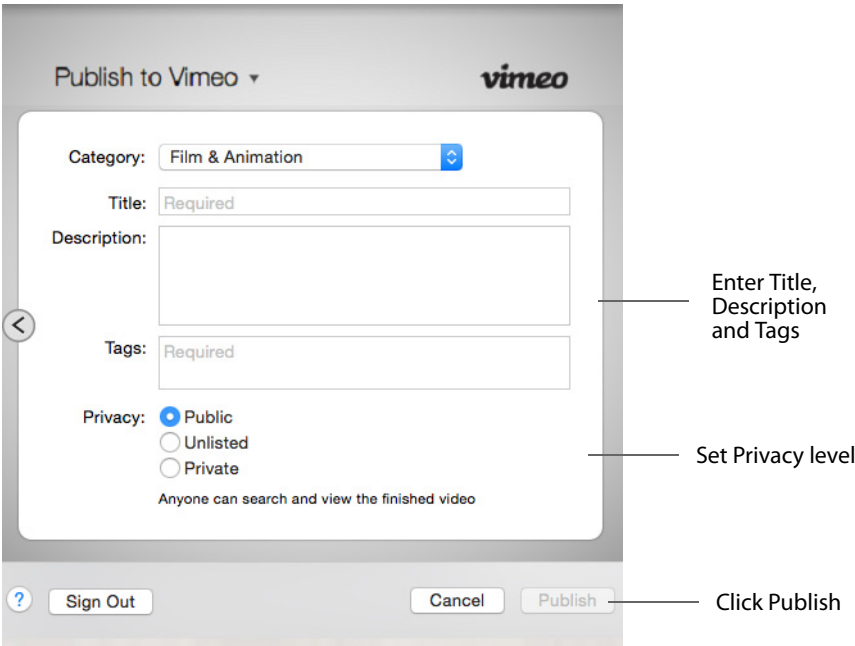 Publish to Vimeo
vimeo
Category: Film & Animation
Title: Required
Description:
Enter Title,
Description
and Tags
Tags: Required
Privacy: Public
Unlisted
Private
Set Privacy level
Anyone can search and view the finished video
? Sign Out Cancel Publish
Click Publish